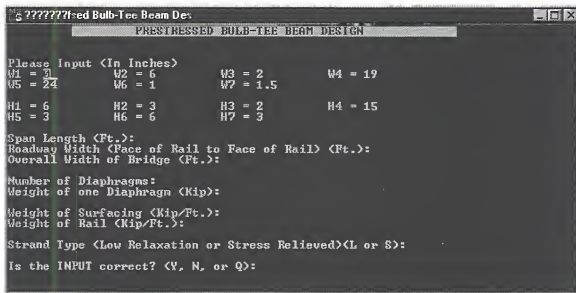 ???????fsed Bulb-Tee Beam Des
PRESTRESSED BULB-TEE BEAM DESIGN
Please Input (In Inches)
W1 = 3 W2 = 6 W3 = 2 W4 = 19
W5 = 24 W6 = 1 W7 = 1.5
H1 = 6 H2 = 3 H3 = 2 H4 = 15
H5 = 3 H6 = 6 H7 = 3
Span Length (Ft.):
Roadway Width (Face of Rail to Face of Rail) (Ft.):
Overall Width of Bridge (Ft.):
Number of Diaphragms:
Weight of one Diaphragm (Kip):
Weight of Surfacing (Kip/Ft.):
Weight of Rail (Kip/Ft.):
Strand Type (Low Relaxation or Stress Relieved)(L or S):
Is the INPUT correct? (Y, N, or Q):